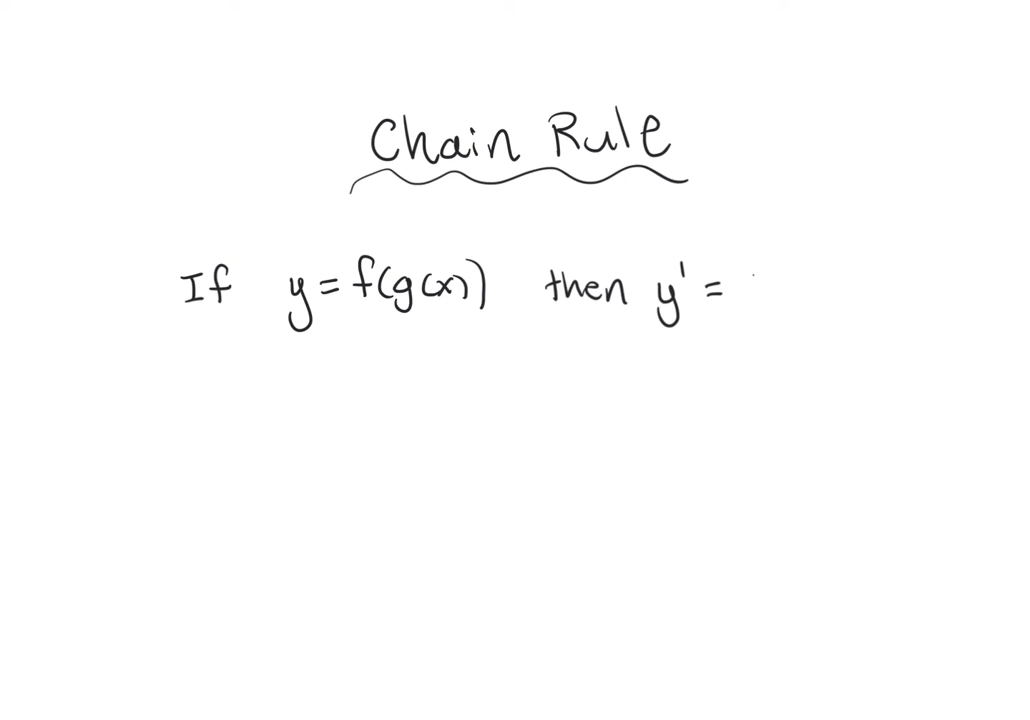 Chain Rule
If y = f(g(x)) then y' =